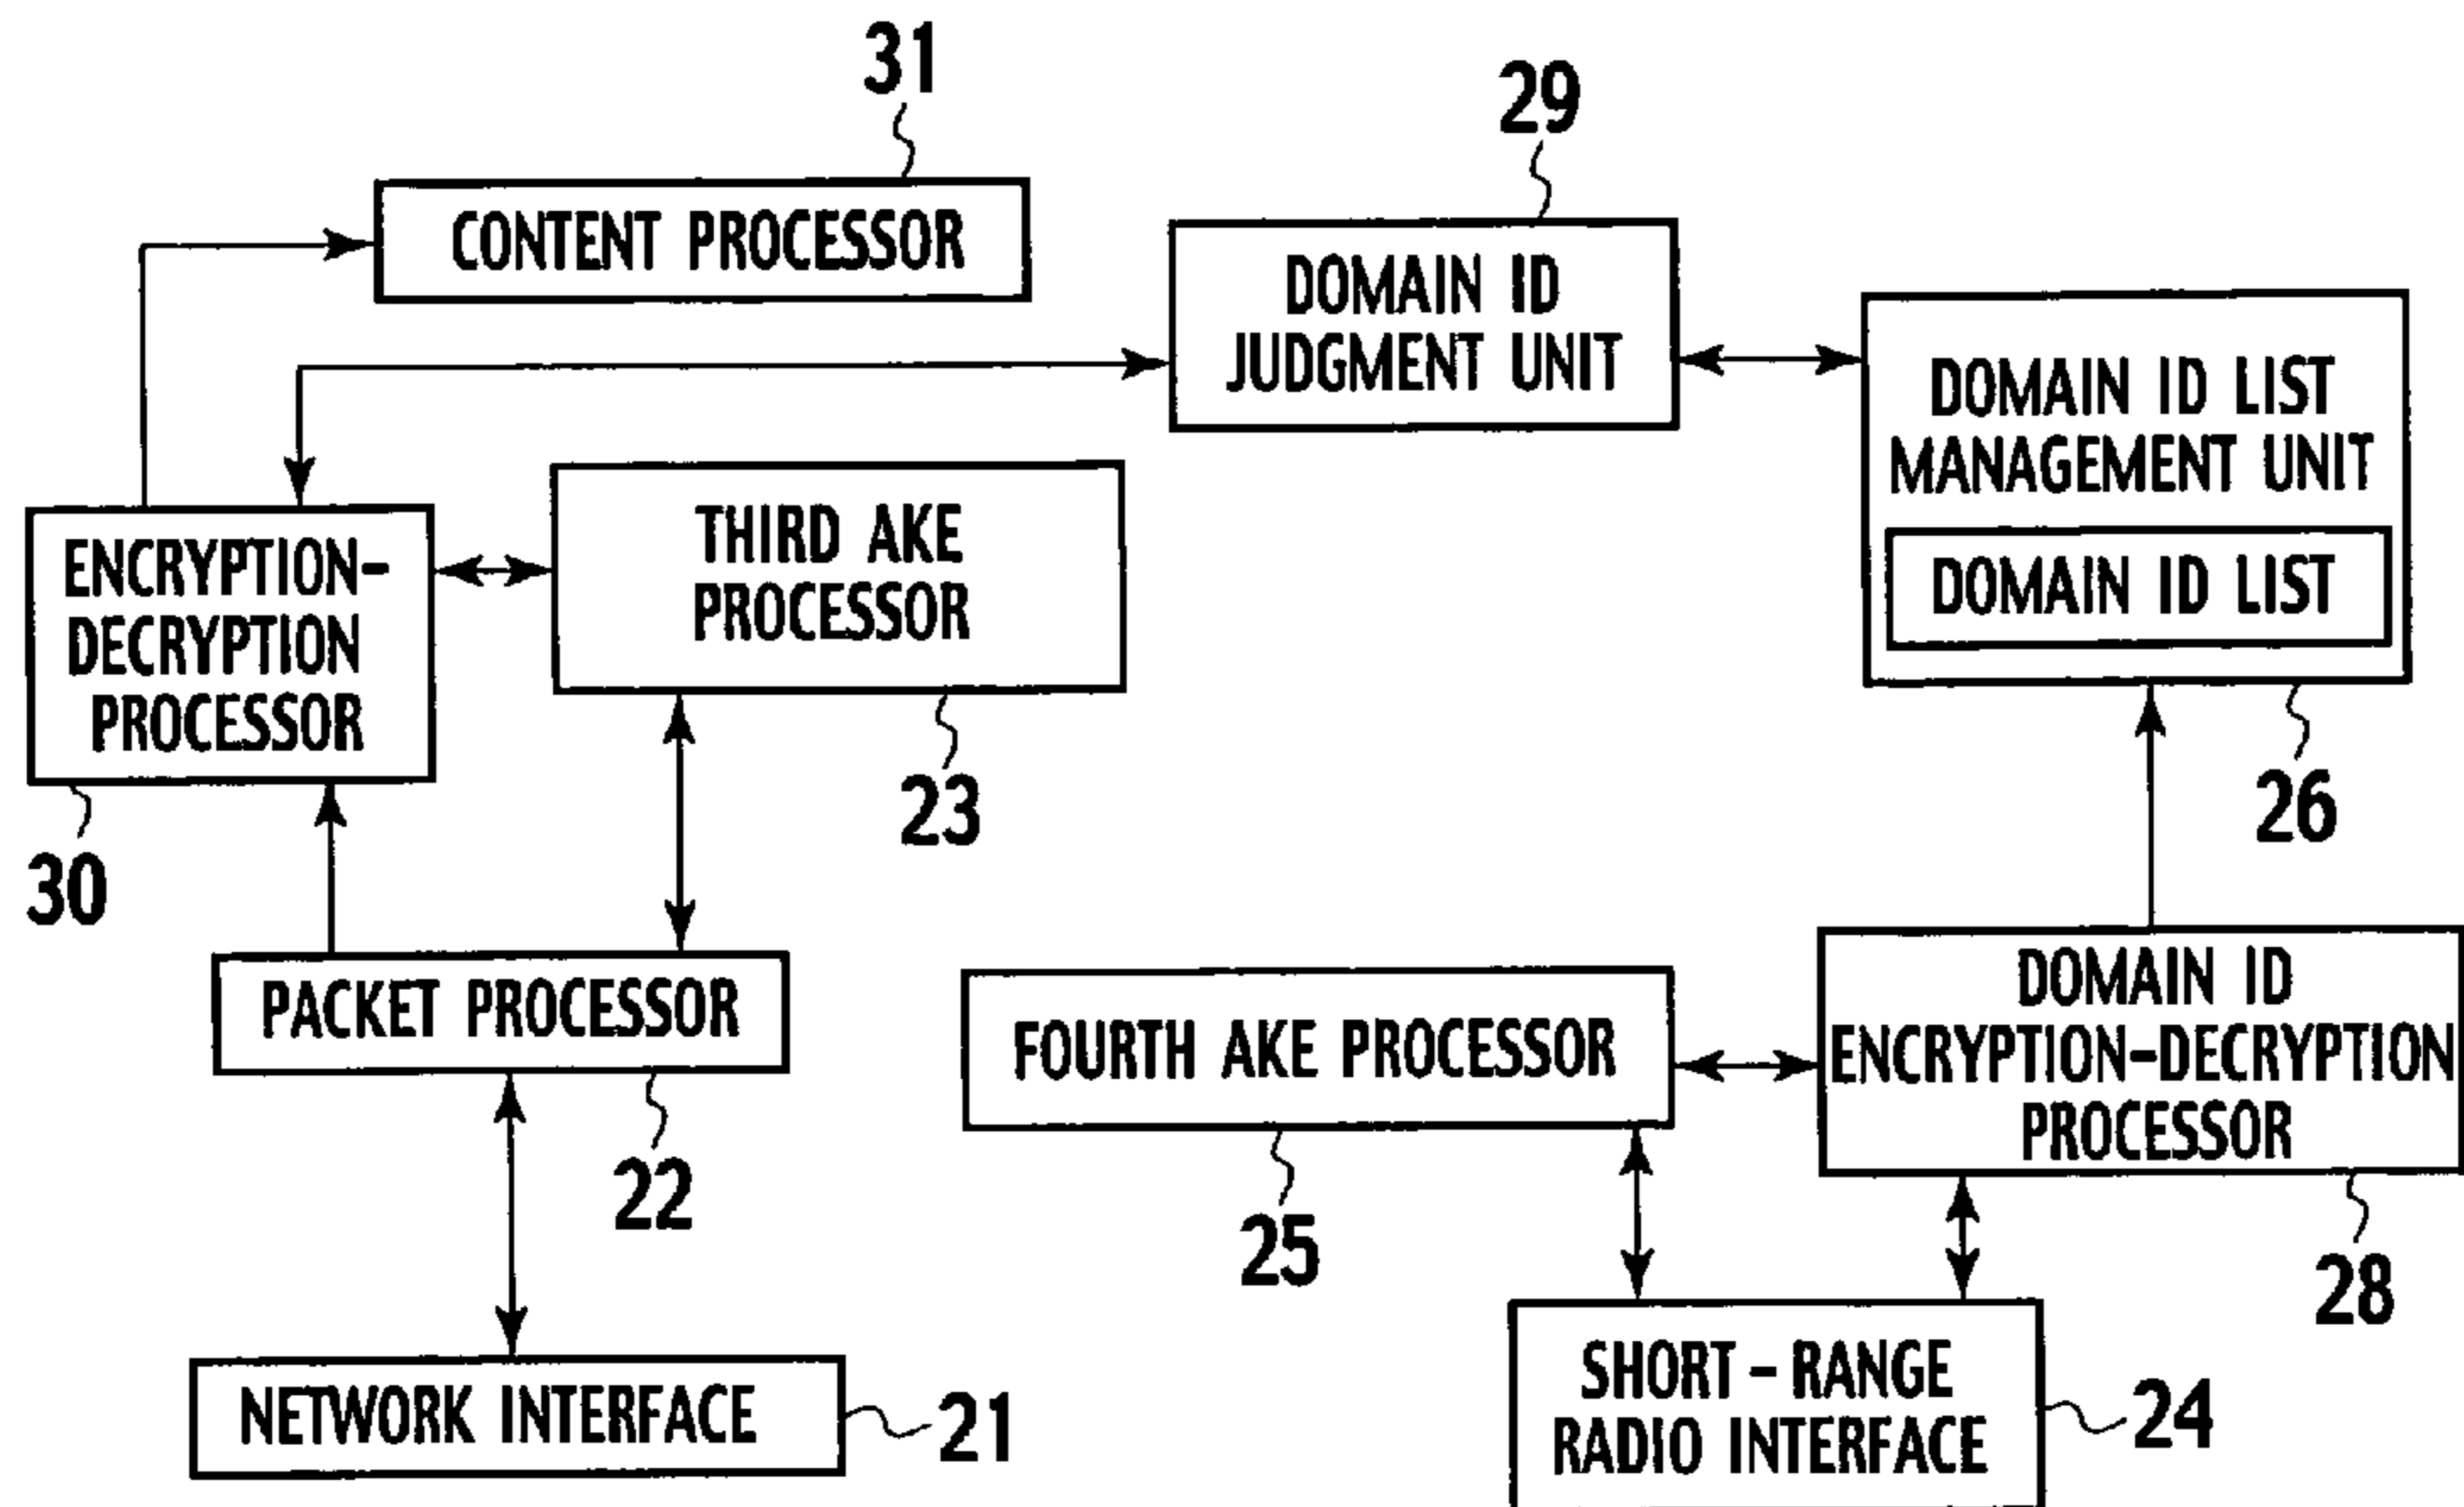 31
29
CONTENT PROCESSOR
DOMAIN ID
JUDGMENT UNIT
DOMAIN ID LIST
MANAGEMENT UNIT
DOMAIN ID LIST
26
ENCRYPTION-
DECRYPTION
PROCESSOR
30
THIRD AKE
PROCESSOR
23
PACKET PROCESSOR
22
FOURTH AKE PROCESSOR
25
DOMAIN ID
ENCRYPTION-DECRYPTION
PROCESSOR
28
NETWORK INTERFACE
21
SHORT-RANGE
RADIO INTERFACE
24